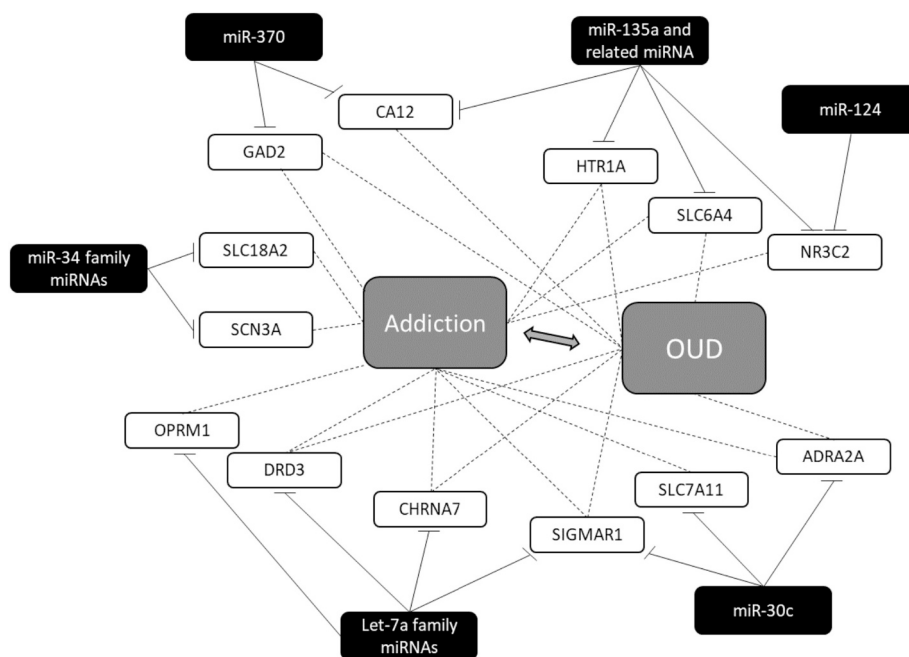 miR-370
miR-135a and
related miRNA
miR-124
CA12
GAD2
HTR1A
SLC6A4
NR3C2
SLC18A2
miR-34 family
miRNAs
SCN3A
Addiction
OUD
OPRM1
DRD3
CHRNA7
SIGMAR1
SLC7A11
ADRA2A
Let-7a family
miRNAs
miR-30c